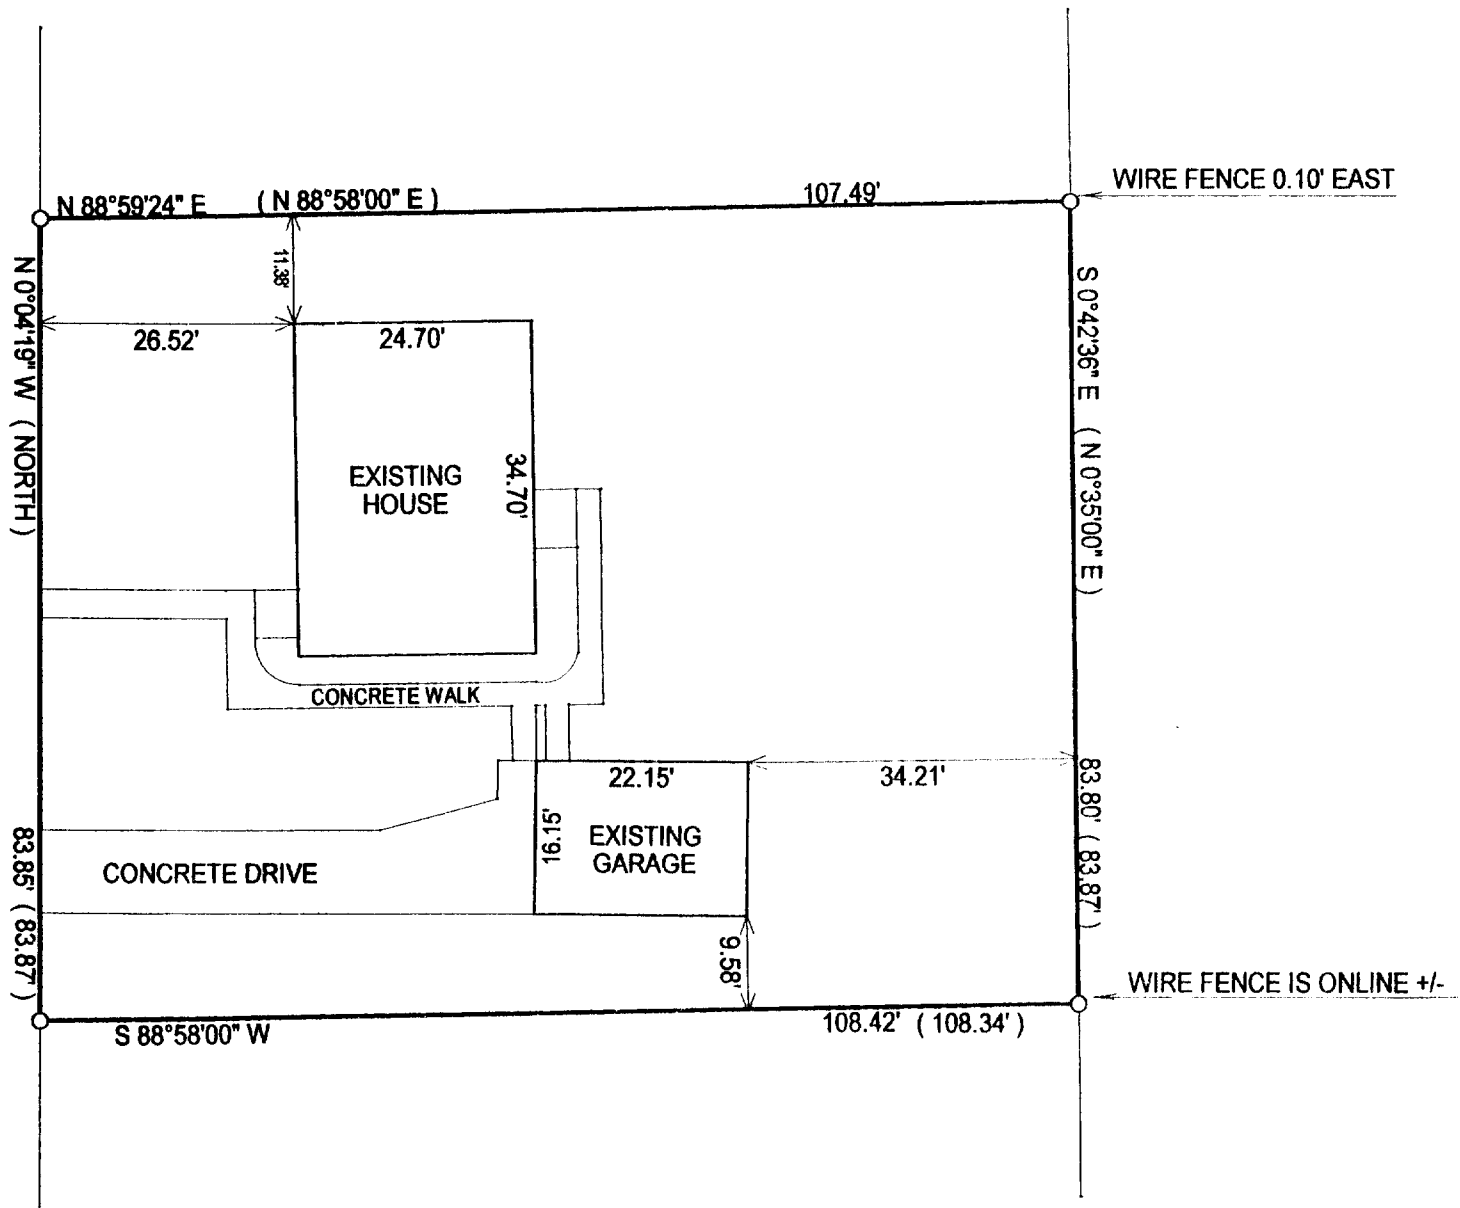 WIRE FENCE 0.10' EAST
N 88°59'24" E ( N 88°58'00" E ) 107.49'
11.38'
26.52'
24.70'
N 0°04'19" W ( NORTH )
S 0°42'36" E ( N 0°35'00" E )
34.70'
EXISTING
HOUSE
CONCRETE WALK
22.15'
34.21'
83.80' ( 83.87' )
16.15'
EXISTING
GARAGE
CONCRETE DRIVE
83.85' ( 83.87' )
9.58'
WIRE FENCE IS ONLINE +/-
S 88°58'00" W
108.42' ( 108.34' )